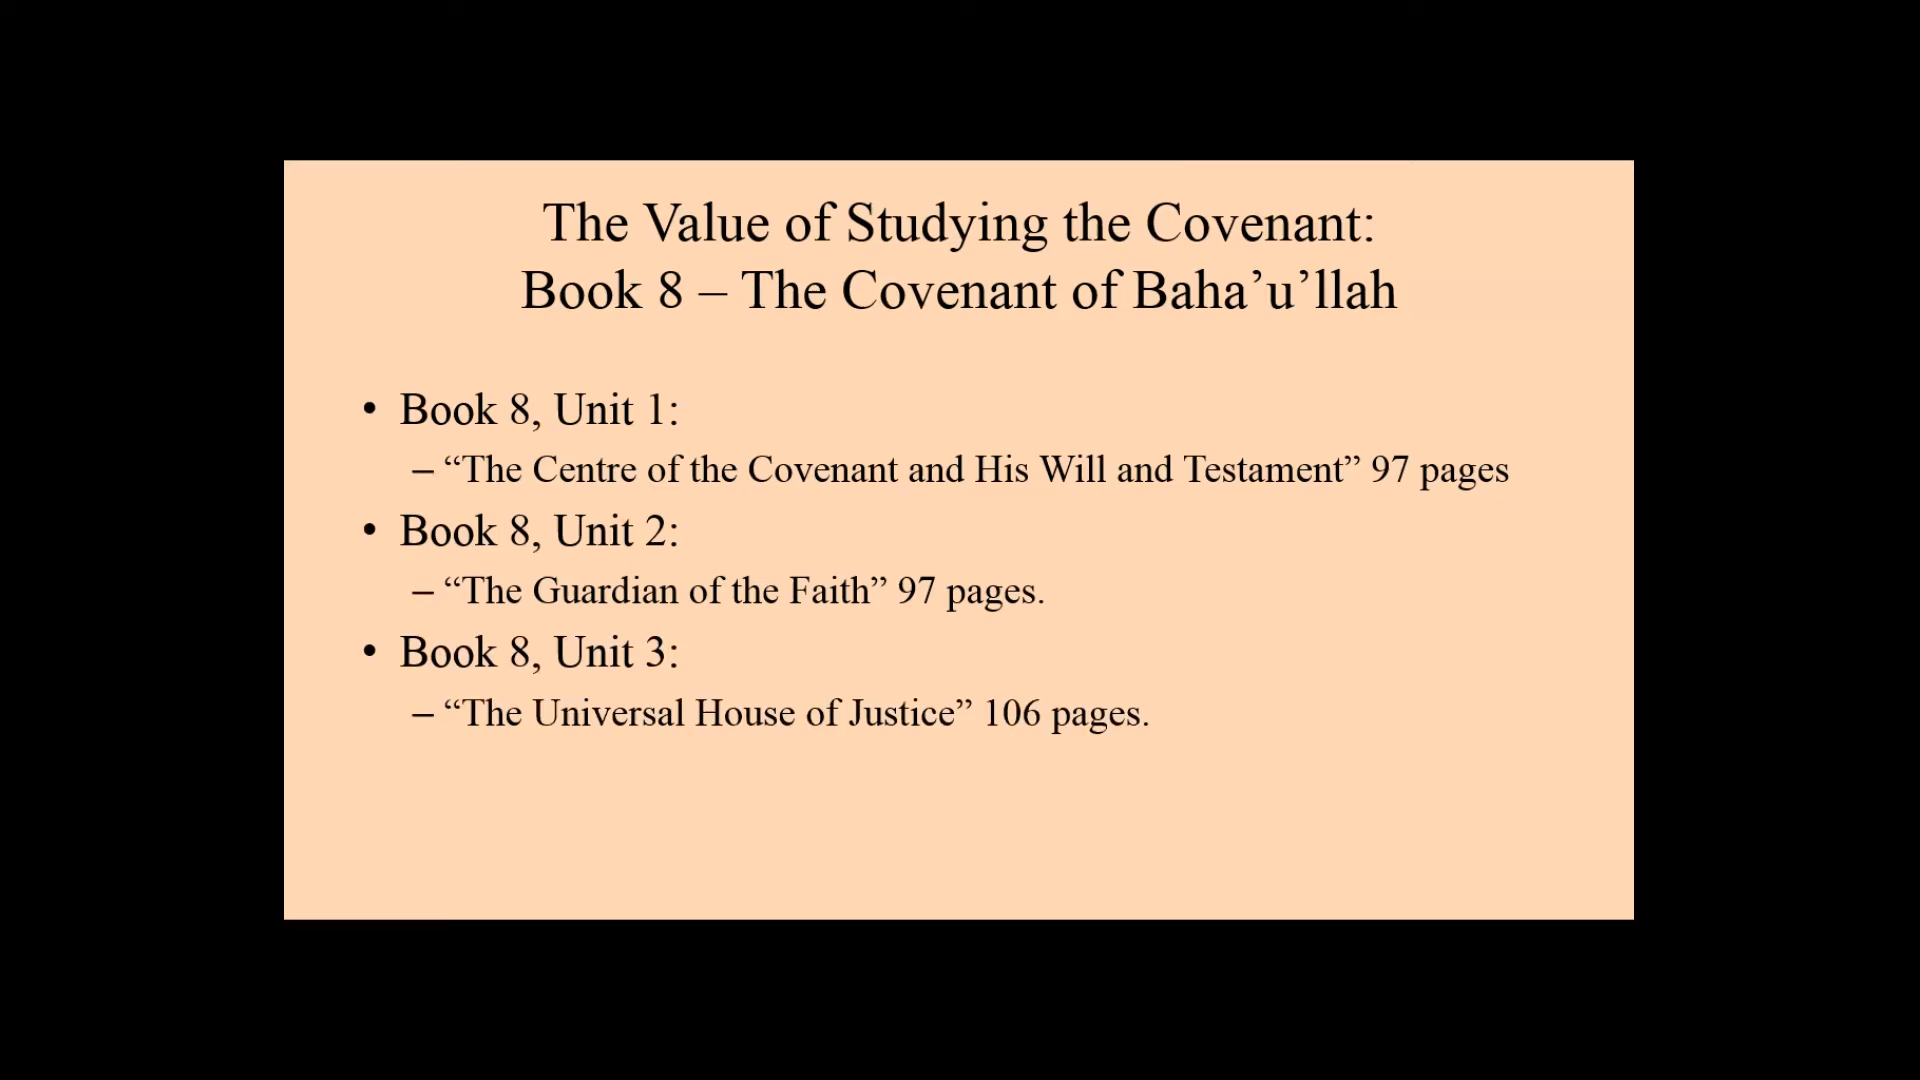 The Value of Studying the Covenant:
Book 8 – The Covenant of Baha’u’llah
• Book 8, Unit 1:
– “The Centre of the Covenant and His Will and Testament” 97 pages
• Book 8, Unit 2:
– “The Guardian of the Faith” 97 pages.
• Book 8, Unit 3:
– “The Universal House of Justice” 106 pages.